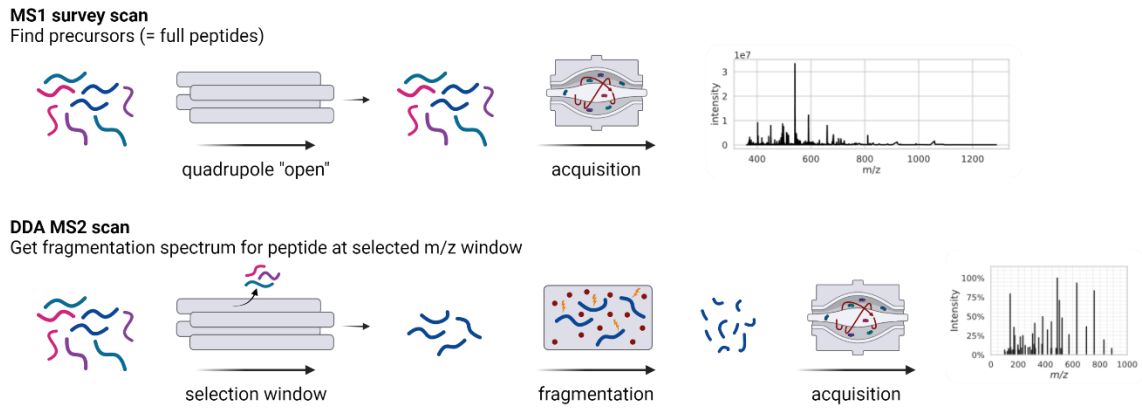 MS1 survey scan
Find precursors (= full peptides)
quadrupole "open"
acquisition
1e7
intensity
3
2
1
0
400 600 800 1000 1200
m/z
DDA MS2 scan
Get fragmentation spectrum for peptide at selected m/z window
selection window
fragmentation
acquisition
Intensity
100%
75%
50%
25%
0%
0 200 400 600 800 1000
m/z